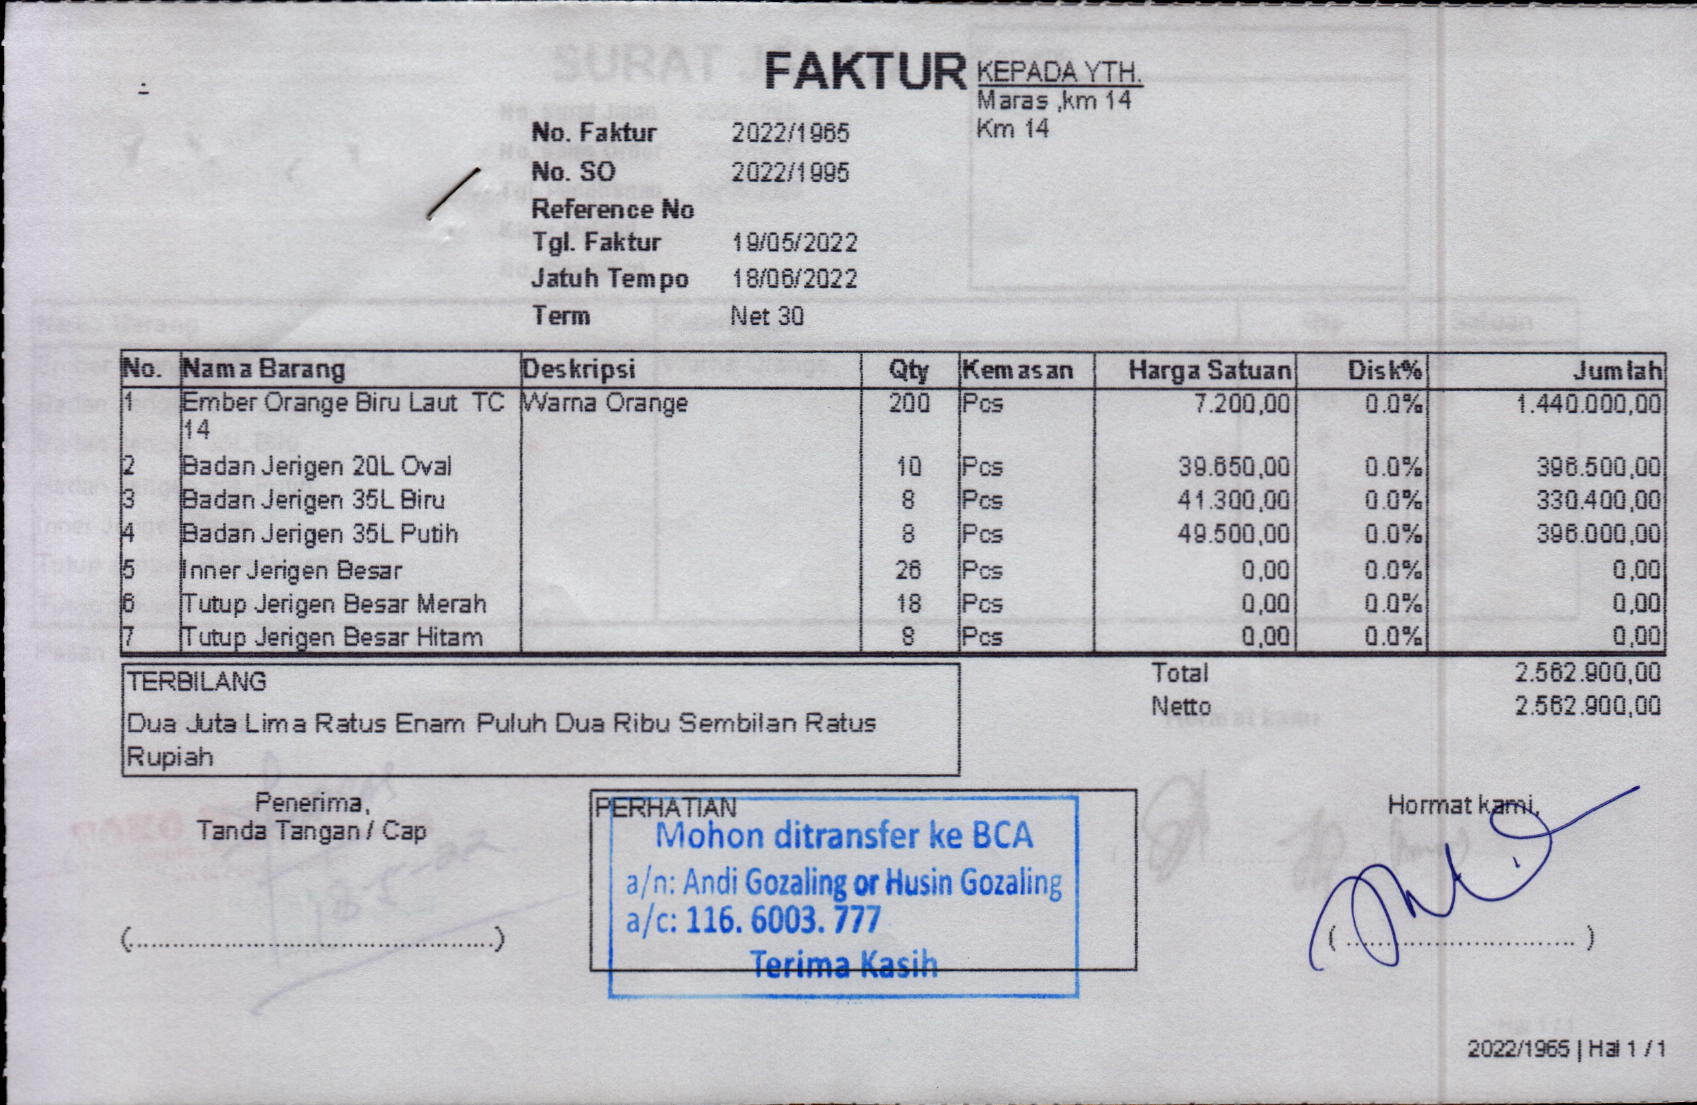 FAKTUR
KEPADA YTH.
Maras ,km 14
Km 14
No. Faktur 2022/1965
No. SO 2022/1995
Reference No
Tgl. Faktur 19/05/2022
Jatuh Tempo 18/06/2022
Term Net 30
No. Nama Barang Deskripsi Qty Kemasan Harga Satuan Disk% Jumlah
1 Ember Orange Biru Laut TC Warna Orange 200 Pcs 7.200,00 0.0% 1.440.000,00
14
2 Badan Jerigen 20L Oval 10 Pcs 39.650,00 0.0% 396.500,00
3 Badan Jerigen 35L Biru 8 Pcs 41.300,00 0.0% 330.400,00
4 Badan Jerigen 35L Putih 8 Pcs 49.500,00 0.0% 396.000,00
5 Inner Jerigen Besar 26 Pcs 0,00 0.0% 0,00
6 Tutup Jerigen Besar Merah 18 Pcs 0,00 0.0% 0,00
7 Tutup Jerigen Besar Hitam 8 Pcs 0,00 0.0% 0,00
Total 2.562.900,00
Netto 2.562.900,00
TERBILANG
Dua Juta Lima Ratus Enam Puluh Dua Ribu Sembilan Ratus
Rupiah
Penerima,
Tanda Tangan / Cap
(......................................................)
PERHATIAN
Mohon ditransfer ke BCA
a/n: Andi Gozaling or Husin Gozaling
a/c: 116. 6003. 777
Terima Kasih
Hormat kami,
( .................................. )
2022/1965 | Hal 1 / 1